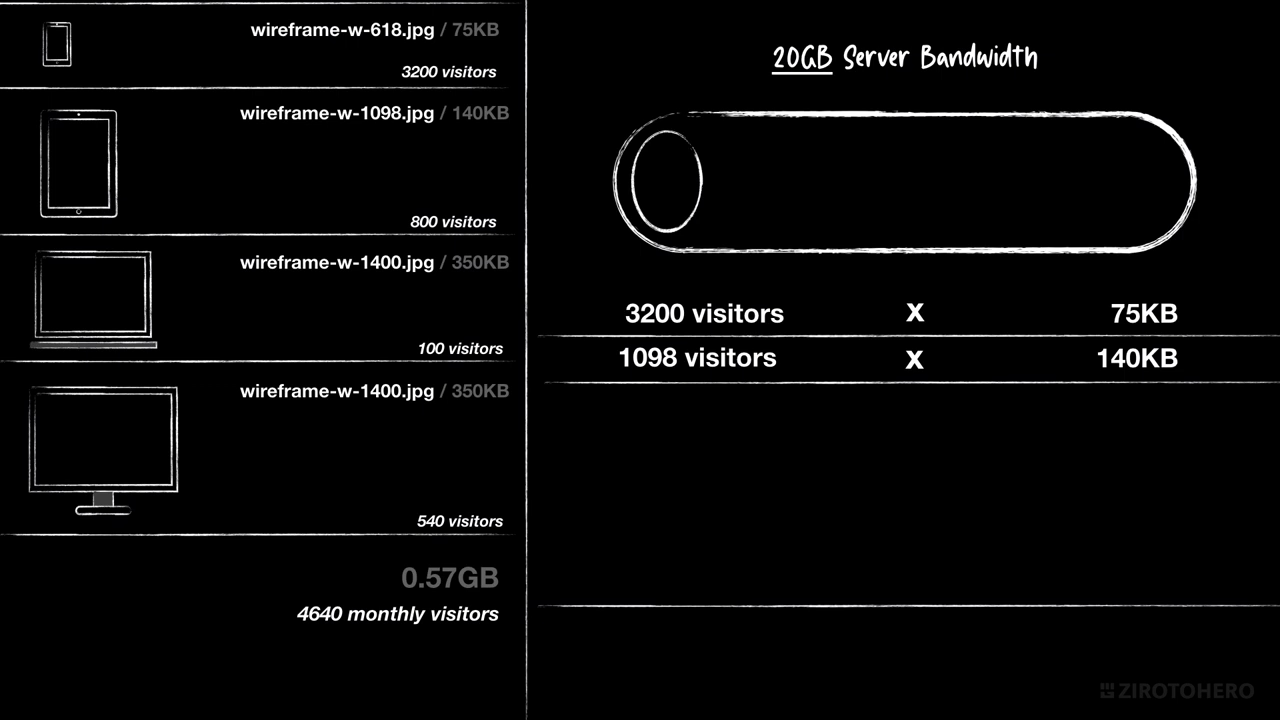 wireframe-w-618.jpg / 75KB
3200 visitors
wireframe-w-1098.jpg / 140KB
800 visitors
wireframe-w-1400.jpg / 350KB
100 visitors
wireframe-w-1400.jpg / 350KB
540 visitors
0.57GB
4640 monthly visitors
20GB Server Bandwidth
3200 visitors X 75KB
1098 visitors X 140KB
ZIROTOHERO